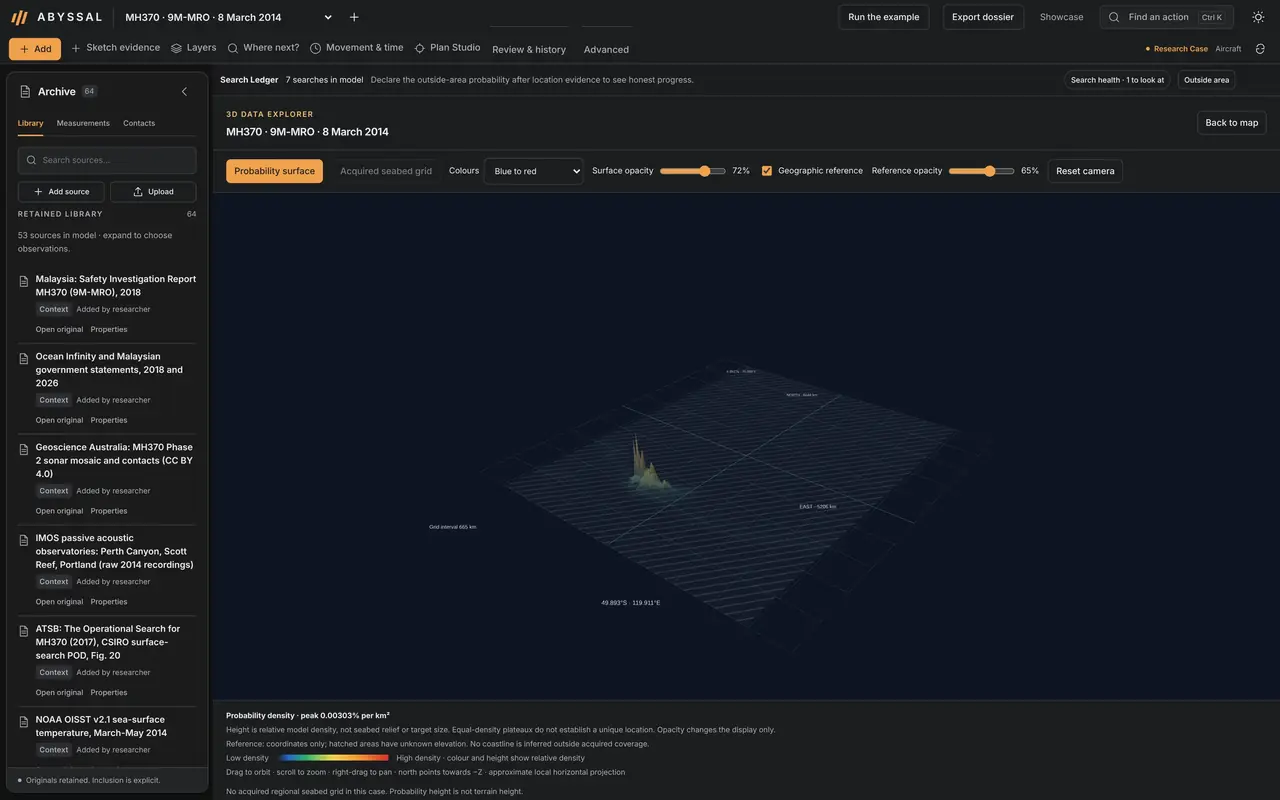 ABYSSAL
MH370 · 9M-MRO · 8 March 2014
Run the example
Export dossier
Showcase
Find an action
Ctrl K
Add
Sketch evidence
Layers
Where next?
Movement & time
Plan Studio
Review & history
Advanced
Research Case
Aircraft
Archive 64
Library
Measurements
Contacts
Search sources...
Add source
Upload
RETAINED LIBRARY
64
53 sources in model · expand to choose
observations.
Malaysia: Safety Investigation Report
MH370 (9M-MRO), 2018
Context Added by researcher
Open original Properties
Ocean Infinity and Malaysian
government statements, 2018 and
2026
Context Added by researcher
Open original Properties
Geoscience Australia: MH370 Phase
2 sonar mosaic and contacts (CC BY
4.0)
Context Added by researcher
Open original Properties
IMOS passive acoustic
observatories: Perth Canyon, Scott
Reef, Portland (raw 2014 recordings)
Context Added by researcher
Open original Properties
ATSB: The Operational Search for
MH370 (2017), CSIRO surface-
search POD, Fig. 20
Context Added by researcher
Open original Properties
NOAA OISST v2.1 sea-surface
temperature, March-May 2014
Context Added by researcher
Originals retained. Inclusion is explicit.
Search Ledger 7 searches in model Declare the outside-area probability after location evidence to see honest progress.
Search health · 1 to look at
Outside area
3D DATA EXPLORER
MH370 · 9M-MRO · 8 March 2014
Back to map
Probability surface
Acquired seabed grid
Colours
Blue to red
Surface opacity
72%
Geographic reference
Reference opacity
65%
Reset camera
EAST · 5206 km
Grid interval 665 km
49.893°S · 119.911°E
Probability density · peak 0.00303% per km²
Height is relative model density, not seabed relief or target size. Equal-density plateaus do not establish a unique location. Opacity changes the display only.
Reference: coordinates only; hatched areas have unknown elevation. No coastline is inferred outside acquired coverage.
Low density
High density · colour and height show relative density
Drag to orbit · scroll to zoom · right-drag to pan · north points towards −Z · approximate local horizontal projection
No acquired regional seabed grid in this case. Probability height is not terrain height.